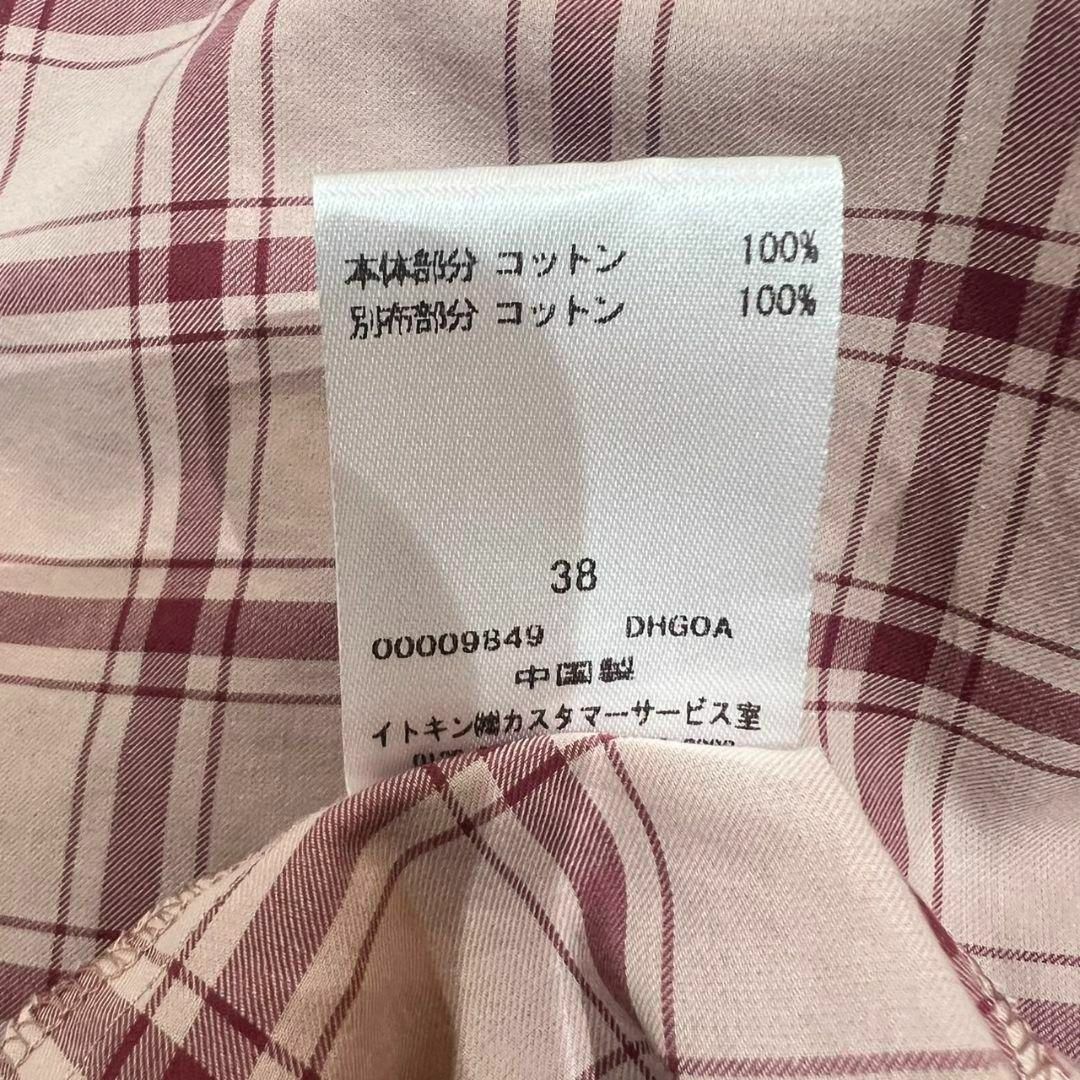 本体部分 コットン 100%
別布部分 コットン 100%
38
00009849 DHG0A
中国製
イトキン㈱カスタマーサービス室